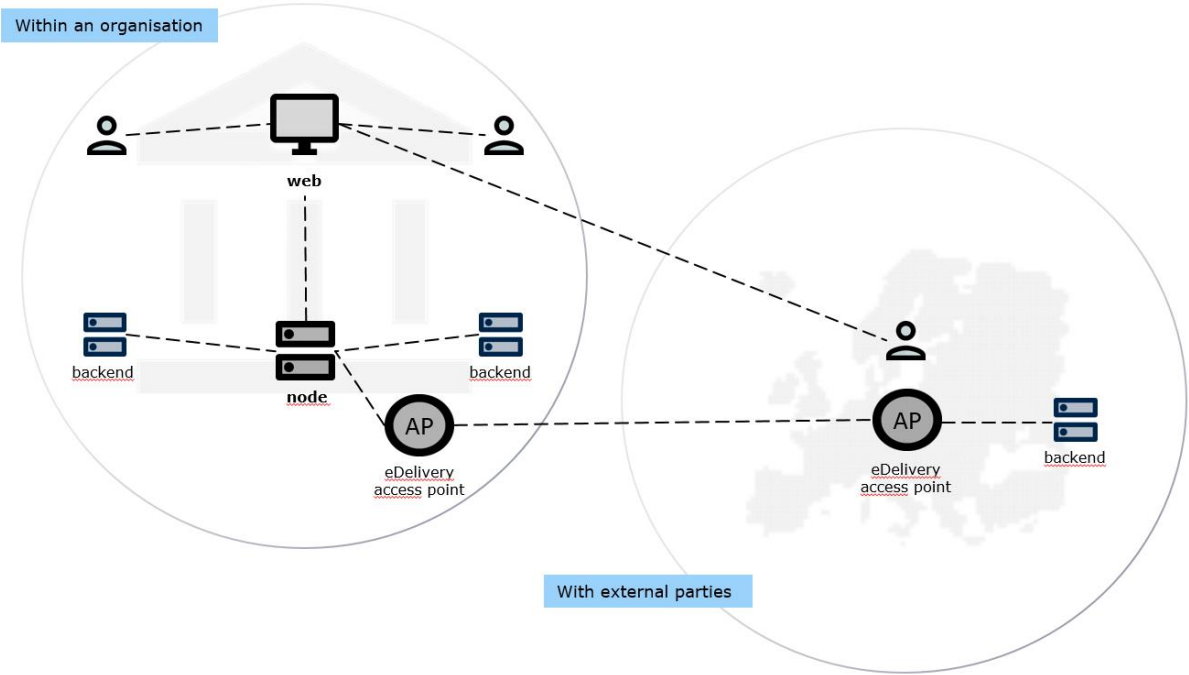 Within an organisation
web
backend
backend
node
AP
eDelivery
access point
AP
eDelivery
access point
backend
With external parties